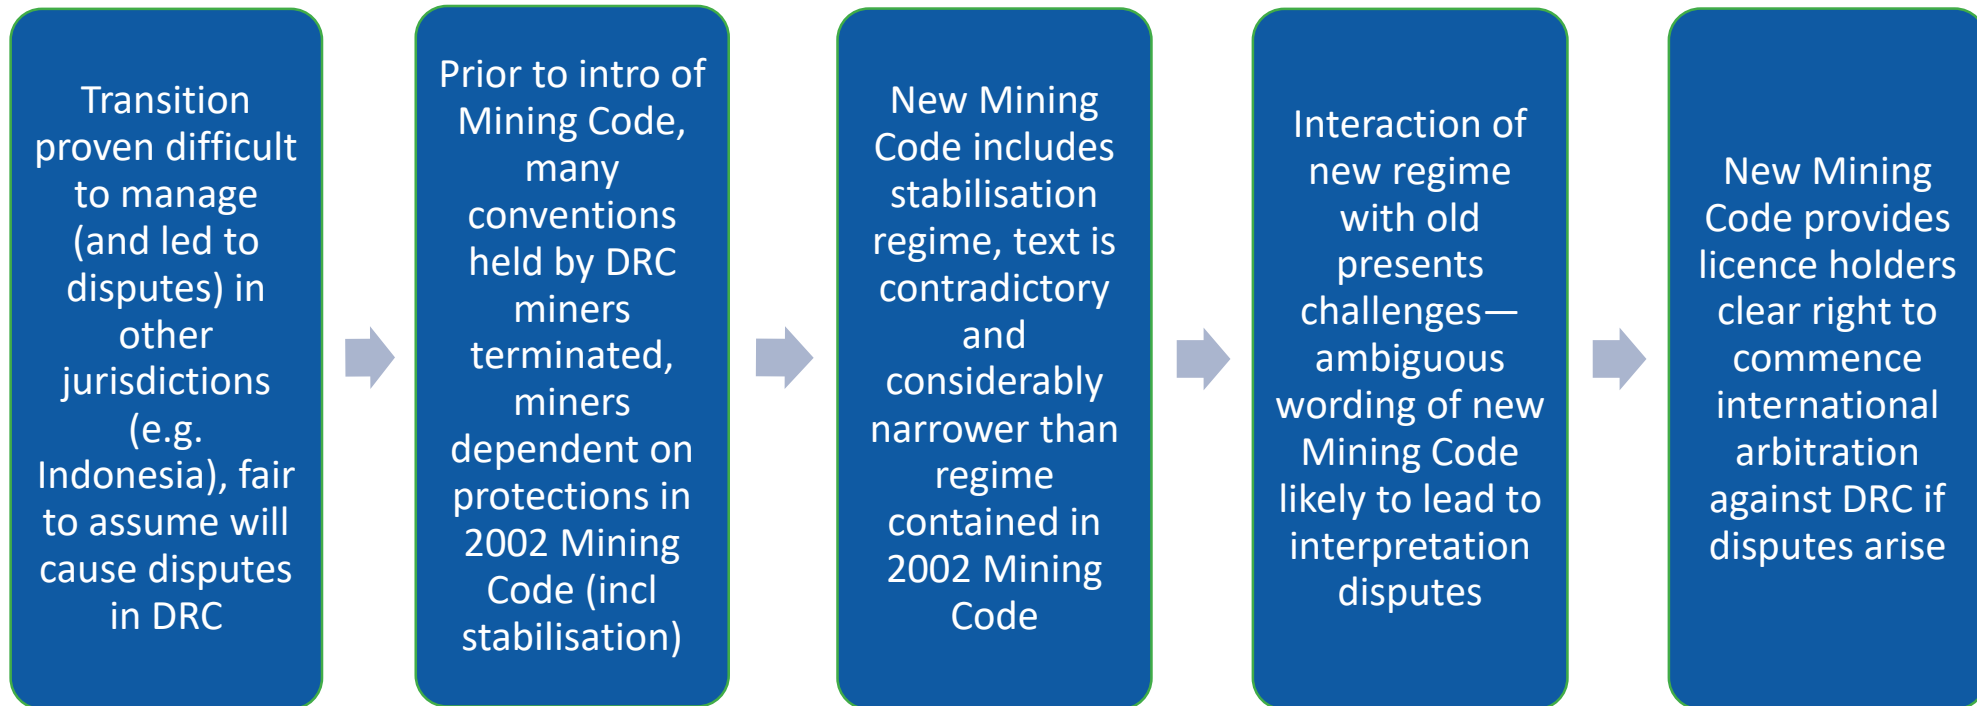 Transition
proven difficult
to manage
(and led to
disputes) in
other
jurisdictions
(e.g.
Indonesia), fair
to assume will
cause disputes
in DRC
Prior to intro of
Mining Code,
many
conventions
held by DRC
miners
terminated,
miners
dependent on
protections in
2002 Mining
Code (incl
stabilisation)
New Mining
Code includes
stabilisation
regime, text is
contradictory
and
considerably
narrower than
regime
contained in
2002 Mining
Code
Interaction of
new regime
with old
presents
challenges—
ambiguous
wording of new
Mining Code
likely to lead to
interpretation
disputes
New Mining
Code provides
licence holders
clear right to
commence
international
arbitration
against DRC if
disputes arise